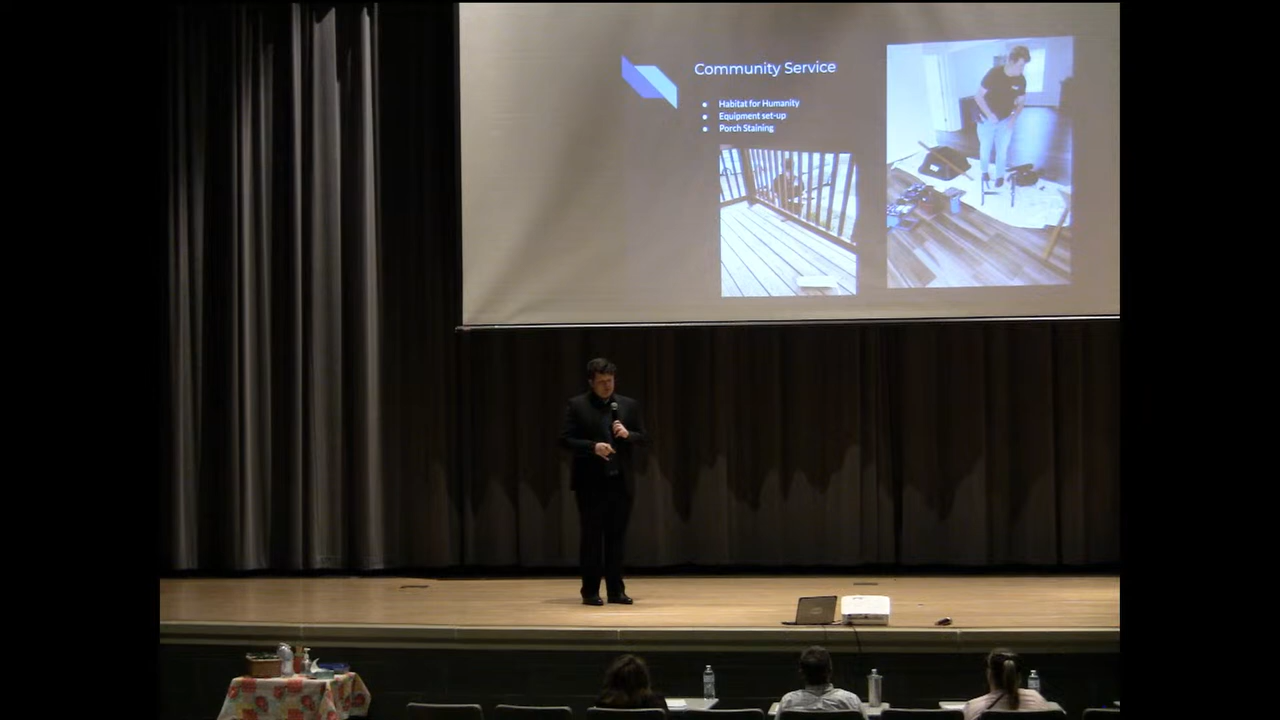 Community Service
Habitat for Humanity
Equipment set-up
Porch Staining